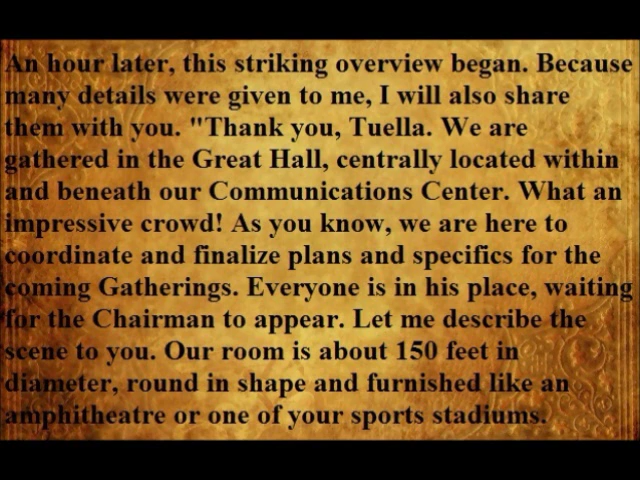 An hour later, this striking overview began. Because
many details were given to me, I will also share
them with you. "Thank you, Tuella. We are
gathered in the Great Hall, centrally located within
and beneath our Communications Center. What an
impressive crowd! As you know, we are here to
coordinate and finalize plans and specifics for the
coming Gatherings. Everyone is in his place, waiting
for the Chairman to appear. Let me describe the
scene to you. Our room is about 150 feet in
diameter, round in shape and furnished like an
amphitheatre or one of your sports stadiums.